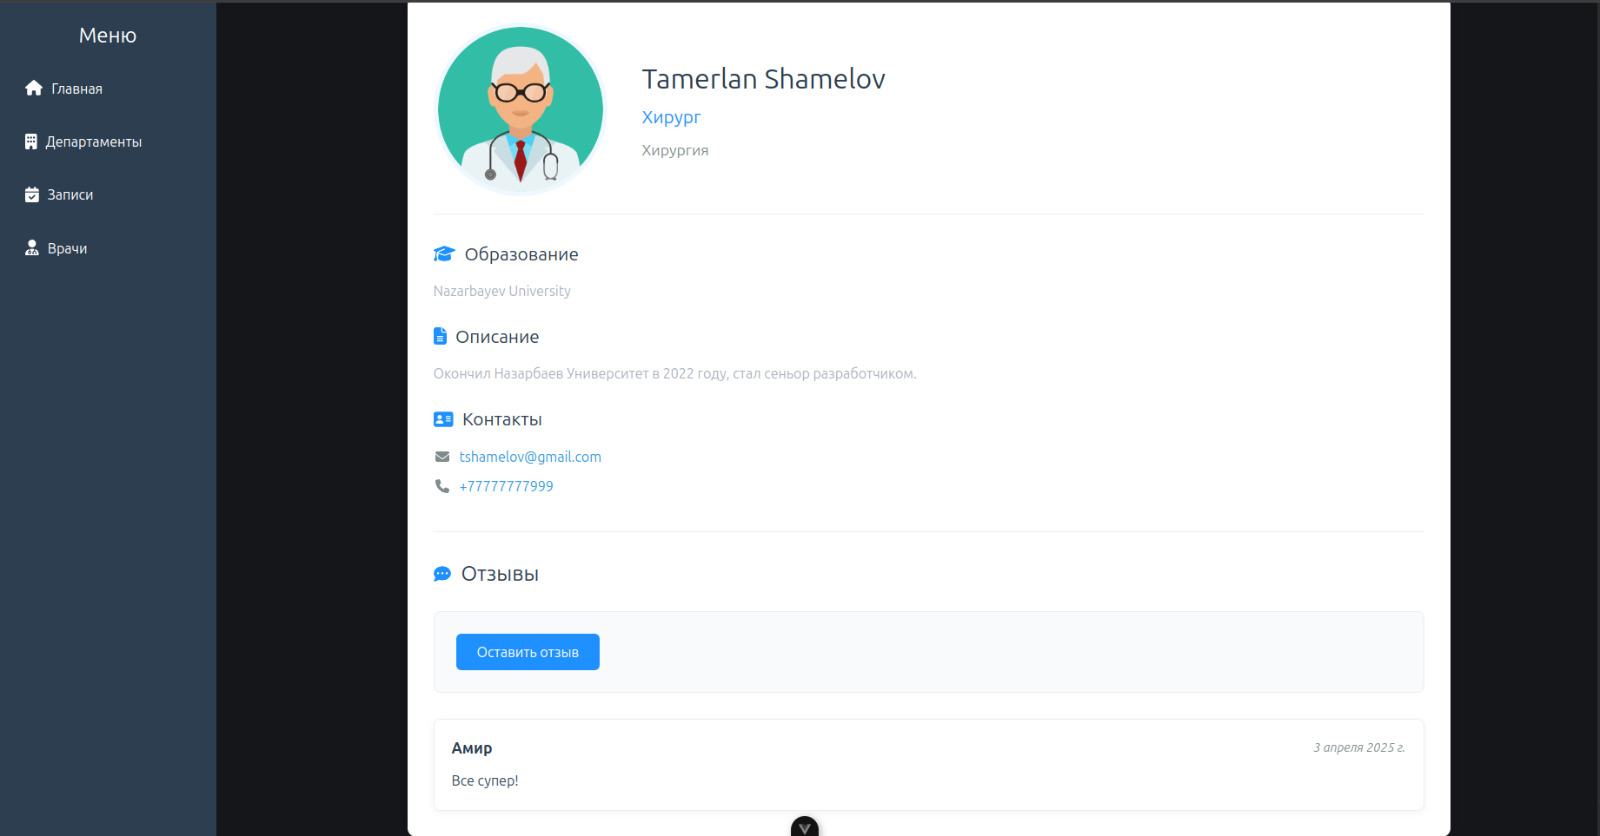 Меню
Главная
Департаменты
Записи
Врачи
Tamerlan Shamelov
Хирург
Хирургия
Образование
Nazarbayev University
Описание
Окончил Назарбаев Университет в 2022 году, стал сеньор разработчиком.
Контакты
tshamelov@gmail.com
+77777777999
Отзывы
Оставить отзыв
Амир
3 апреля 2025 г.
Все супер!